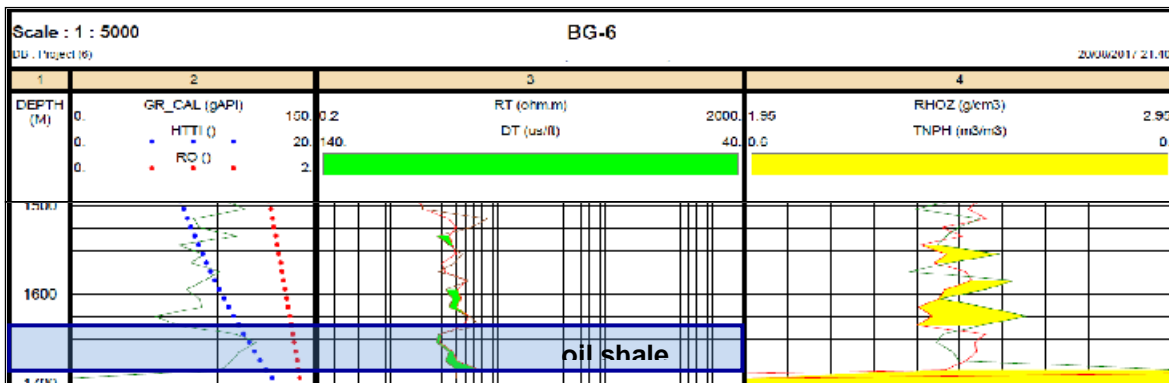 Scale : 1 : 5000
BG-6
DB : Project (6)
20/08/2017 21:40
1 2 3 4
DEPTH (M)
0. GR_CAL (gAPI) 150.
0. HTTI () 20.
0. RO () 2.
0.2 RT (ohm.m) 2000.
140. DT (us/ft) 40.
1.95 RHOZ (g/cm3) 2.95
0.6 TNPH (m3/m3) 0.
1500
1600
oil shale
1700